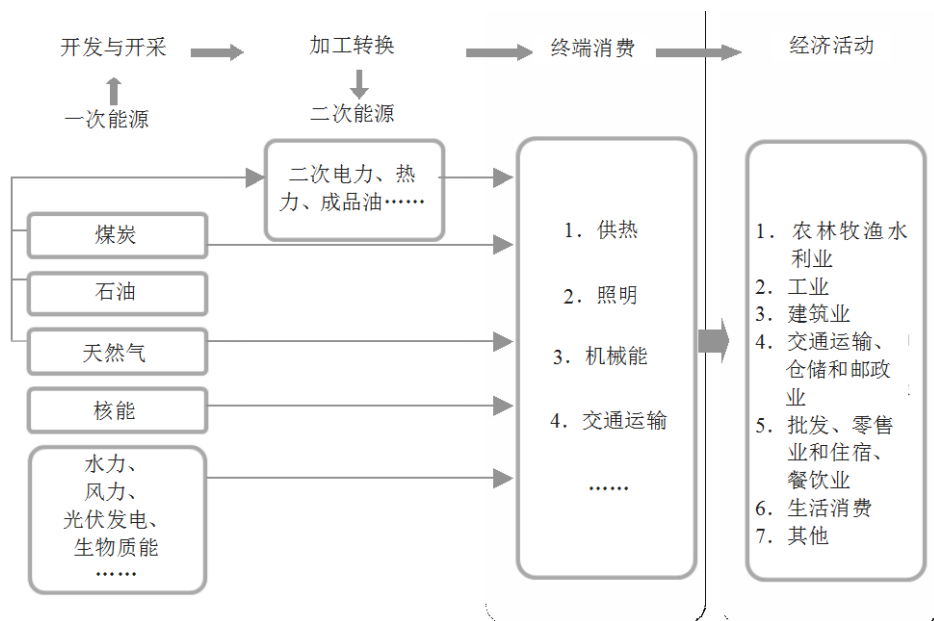 开发与开采
加工转换
终端消费
经济活动
一次能源
二次能源
二次电力、热
力、成品油……
煤炭
石油
天然气
核能
水力、
风力、
光伏发电、
生物质能
……
1. 供热
2. 照明
3. 机械能
4. 交通运输
……
1. 农林牧渔水
利业
2. 工业
3. 建筑业
4. 交通运输、
仓储和邮政
业
5. 批发、零售
业和住宿、
餐饮业
6. 生活消费
7. 其他